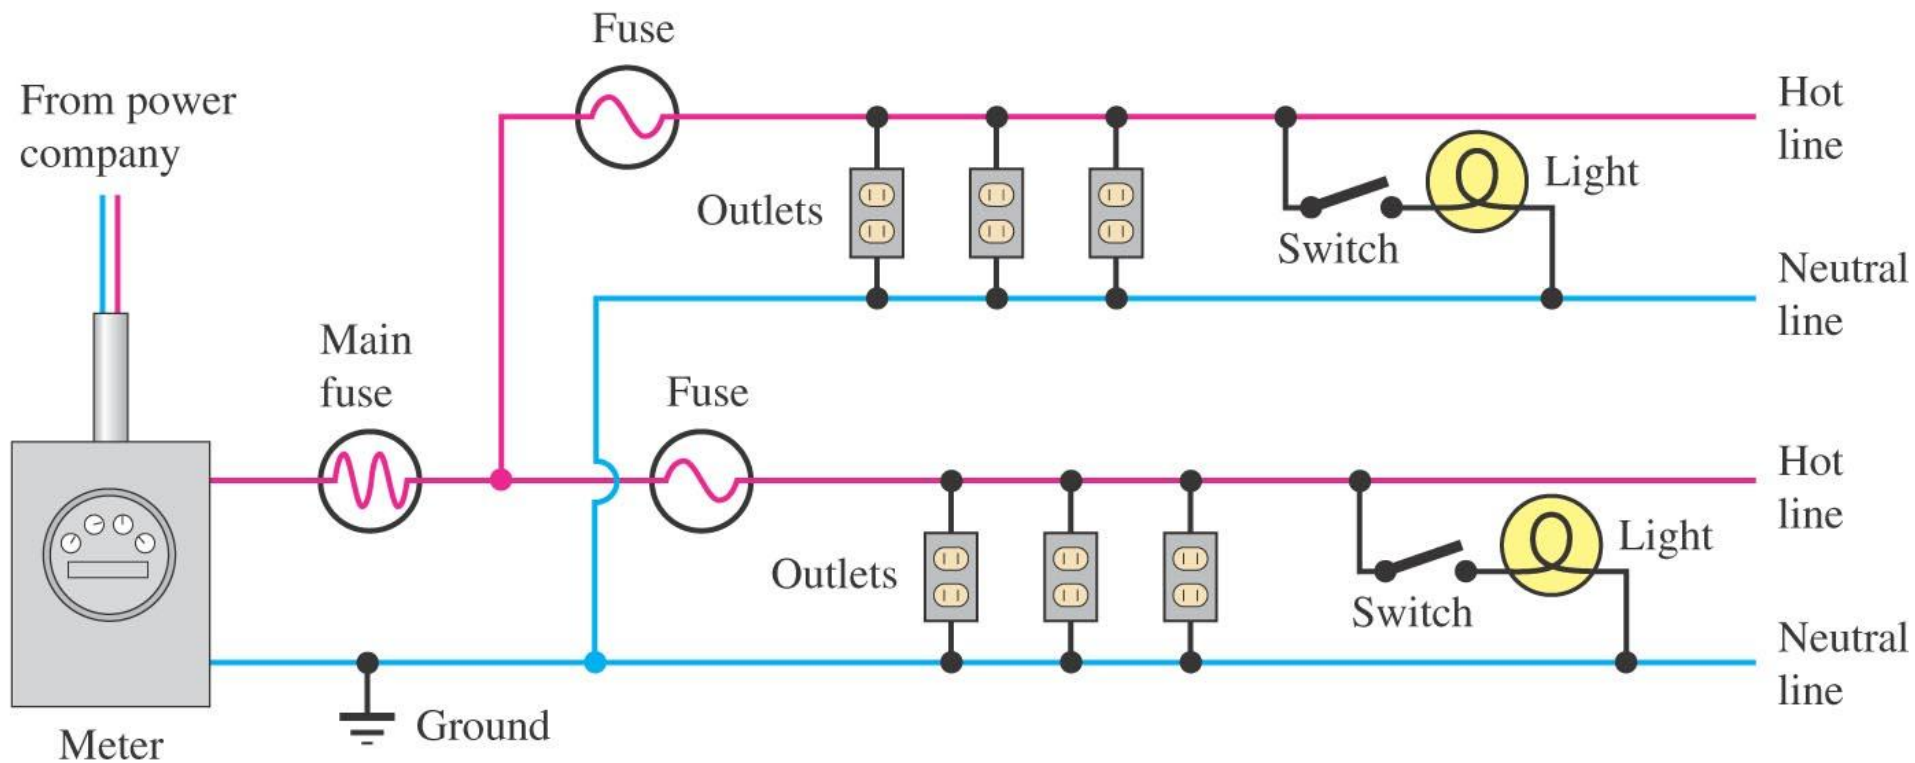 Fuse
From power
company
Hot
line
Outlets
Light
Switch
Neutral
line
Main
fuse
Fuse
Hot
line
Outlets
Light
Switch
Neutral
line
Ground
Meter